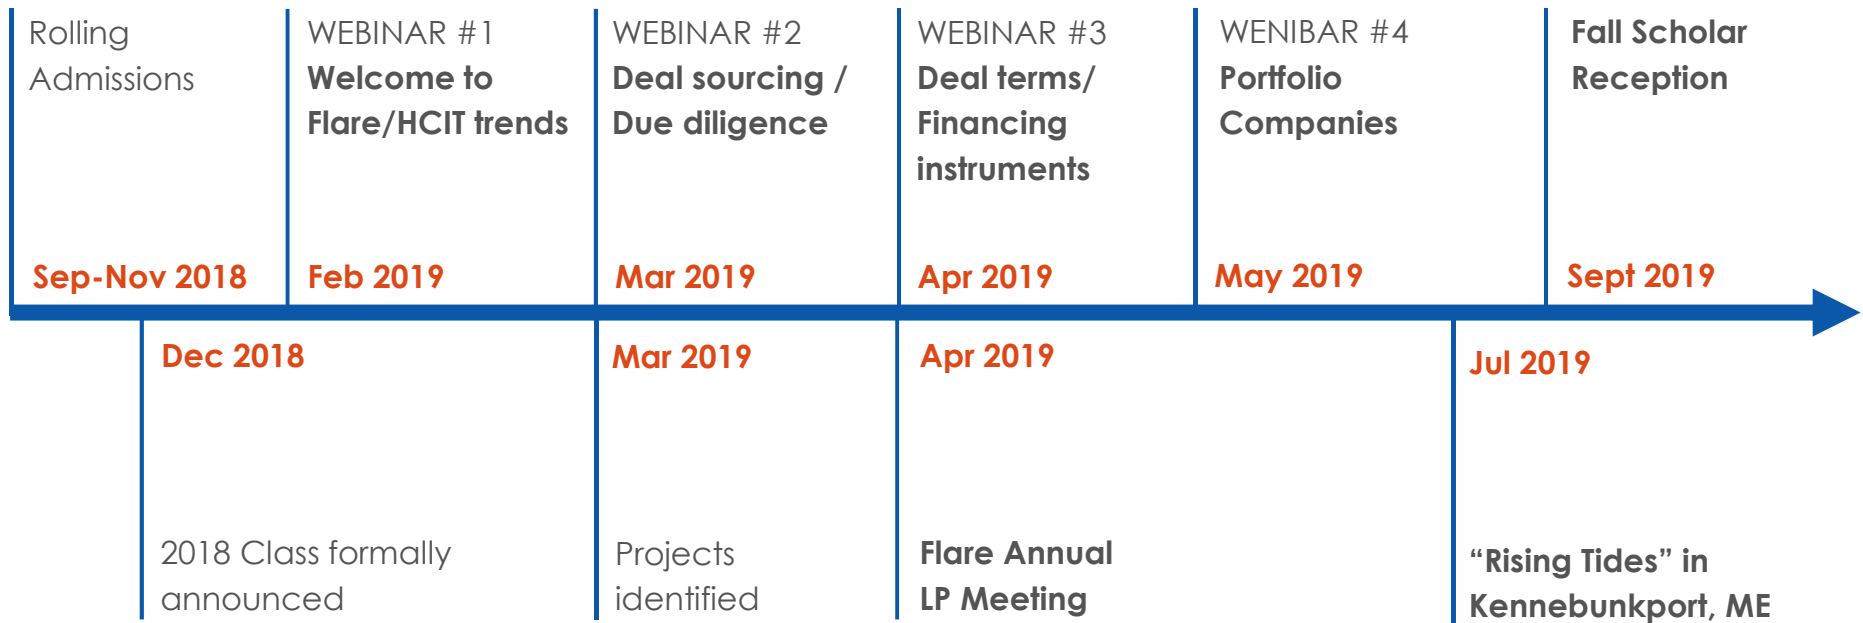 Rolling
Admissions
Sep-Nov 2018
WEBINAR #1
Welcome to
Flare/HCIT trends
Feb 2019
WEBINAR #2
Deal sourcing /
Due diligence
Mar 2019
WEBINAR #3
Deal terms/
Financing
instruments
Apr 2019
WENIBAR #4
Portfolio
Companies
May 2019
Fall Scholar
Reception
Sept 2019
Dec 2018
2018 Class formally
announced
Mar 2019
Projects
identified
Apr 2019
Flare Annual
LP Meeting
Jul 2019
“Rising Tides” in
Kennebunkport, ME